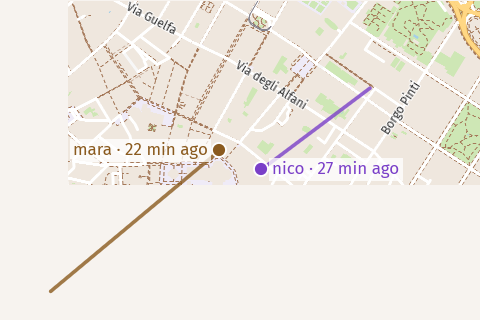 Via Guelfa
Via degli Alfani
Borgo Pinti
mara · 22 min ago
nico · 27 min ago